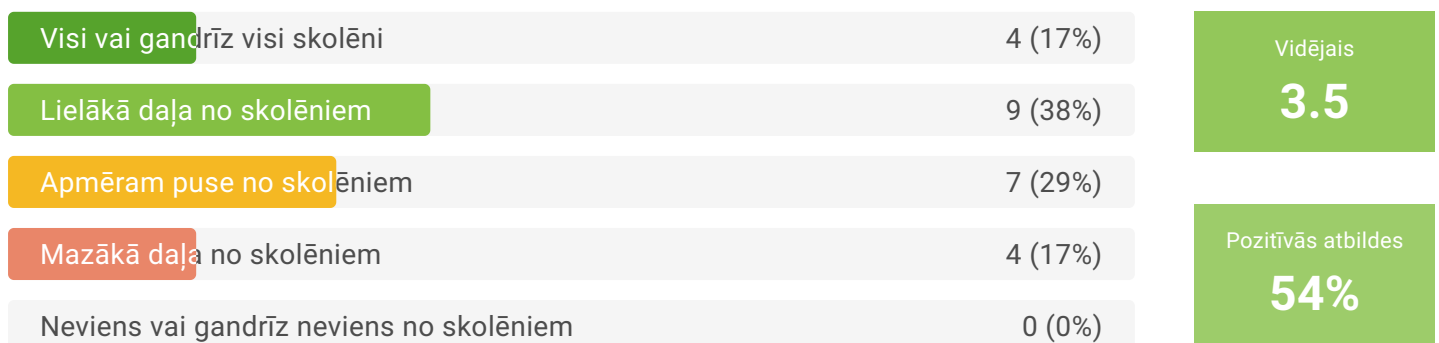 Visi vai gandrīz visi skolēni 4 (17%)
Lielākā daļa no skolēniem 9 (38%)
Apmēram puse no skolēniem 7 (29%)
Mazākā daļa no skolēniem 4 (17%)
Neviens vai gandrīz neviens no skolēniem 0 (0%)
Vidējais
3.5
Pozitīvās atbildes
54%